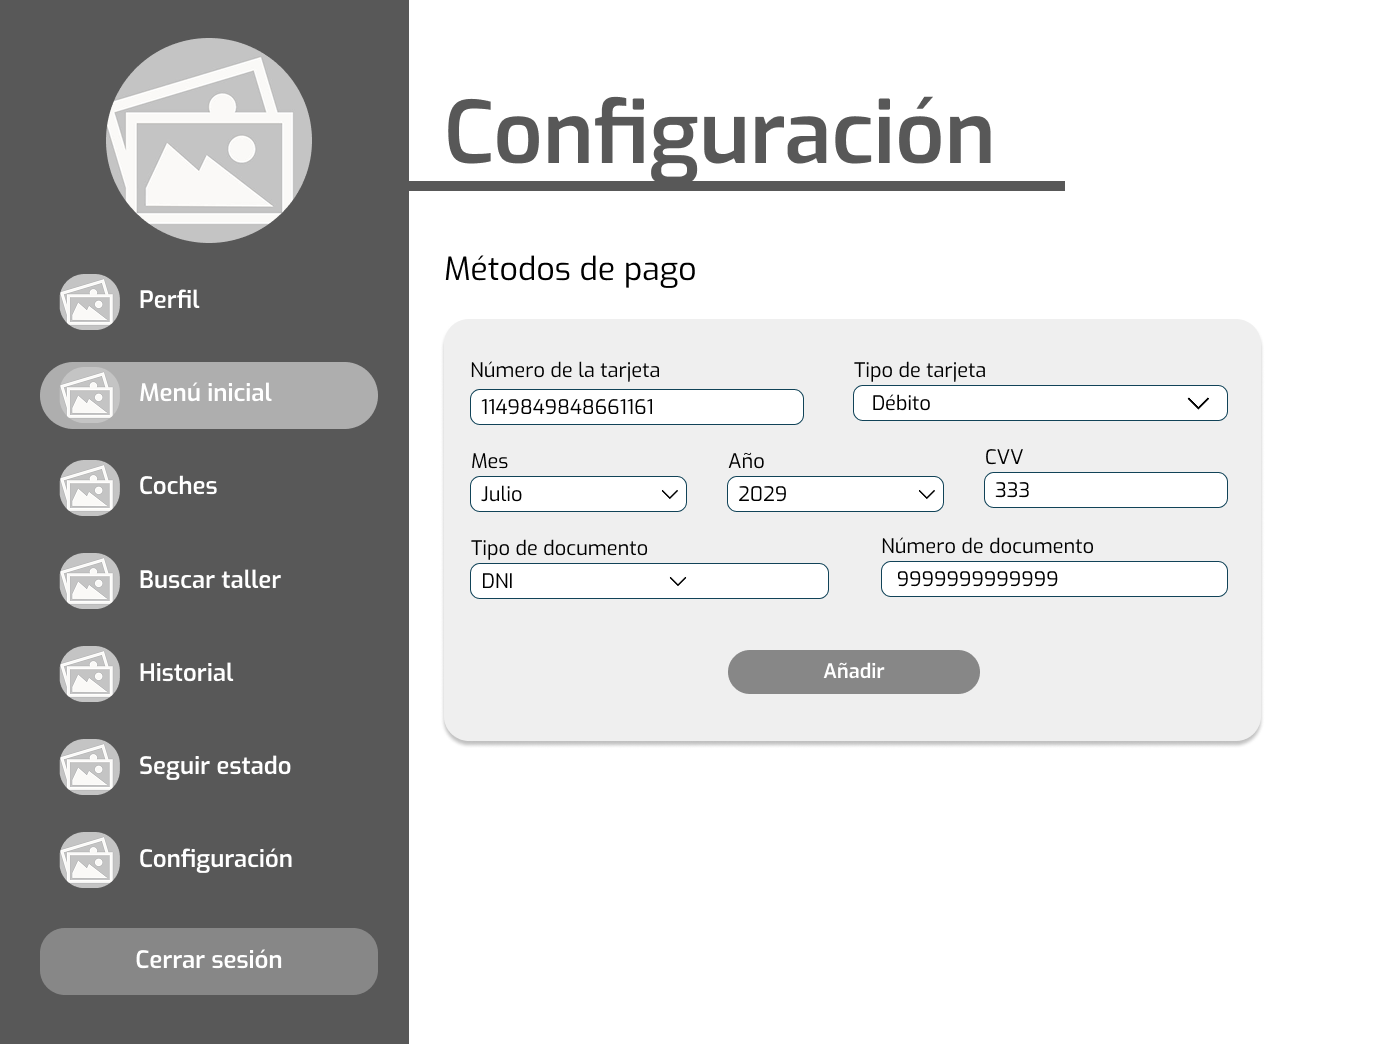 Perfil
Menú inicial
Coches
Buscar taller
Historial
Seguir estado
Configuración
Cerrar sesión
Configuración
Métodos de pago
Número de la tarjeta
Tipo de tarjeta
1149849848661161
Débito
Mes
Año
CVV
Julio
2029
333
Tipo de documento
Número de documento
DNI
9999999999999
Añadir